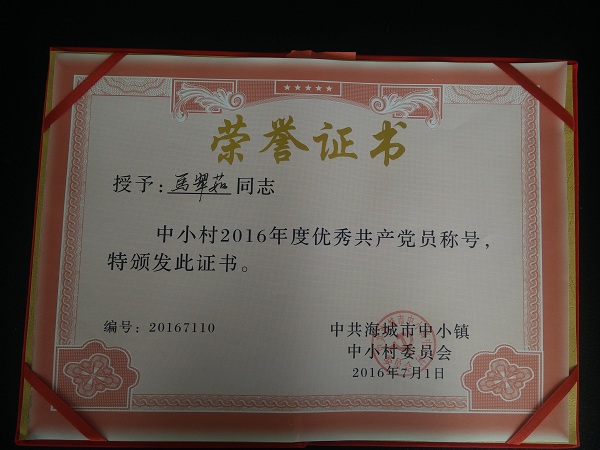 荣誉证书
授予：馬翠茹同志
中小村2016年度优秀共产党员称号，
特颁发此证书。
编号：20167110
中共海城市中小镇
中小村委员会
2016年7月1日